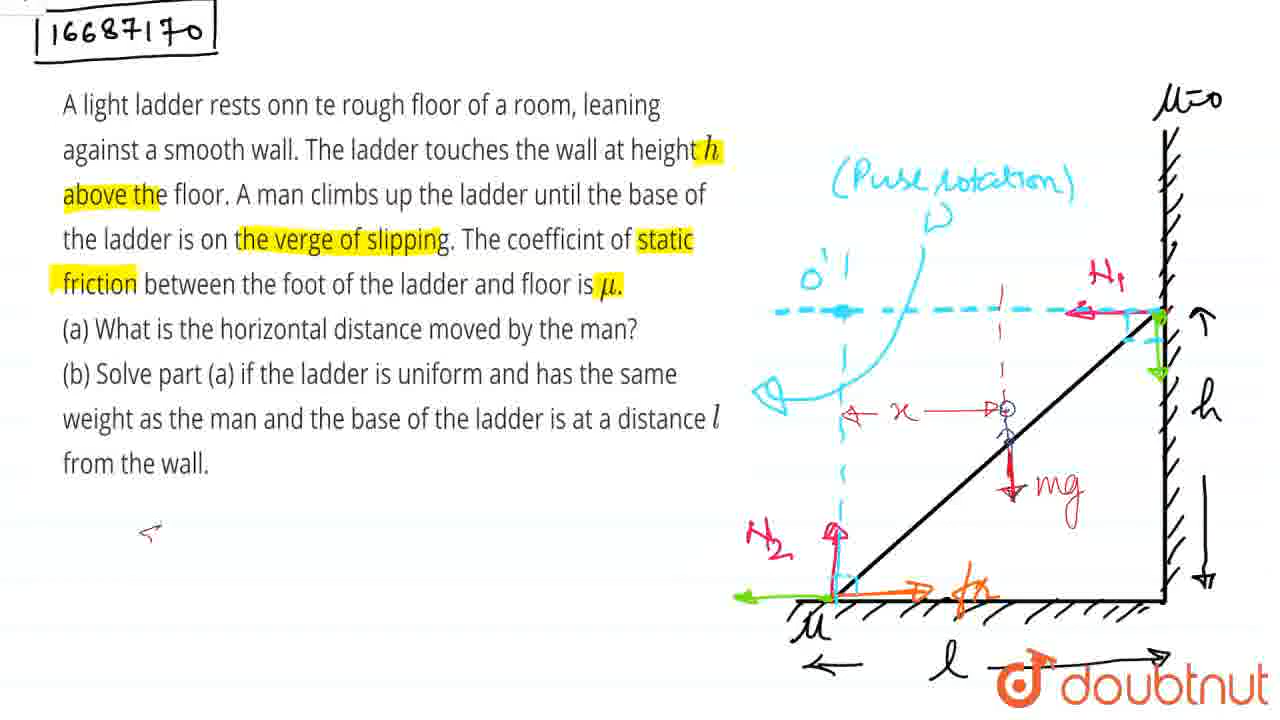 16687170
A light ladder rests onn te rough floor of a room, leaning
against a smooth wall. The ladder touches the wall at height h
above the floor. A man climbs up the ladder until the base of
the ladder is on the verge of slipping. The coefficint of static
friction between the foot of the ladder and floor is μ.
(a) What is the horizontal distance moved by the man?
(b) Solve part (a) if the ladder is uniform and has the same
weight as the man and the base of the ladder is at a distance l
from the wall.
μ=0
(Pure rotation)
O'
N₁
h
x
mg
N₂
fr
μ
l
doubtnut